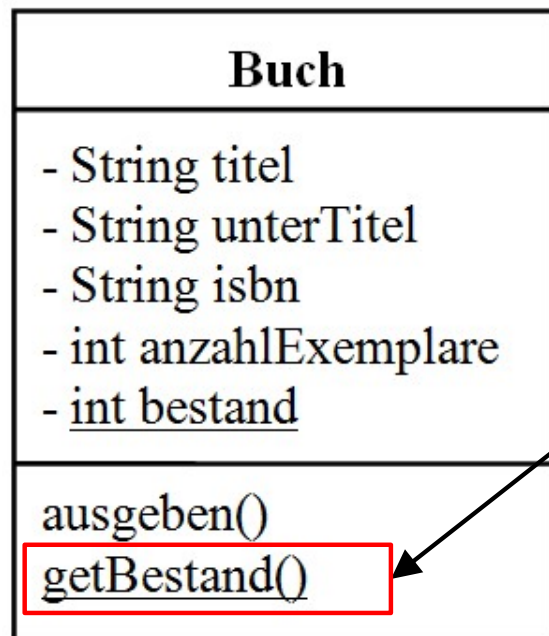 Buch
- String titel
- String unterTitel
- String isbn
- int anzahlExemplare
- int bestand
ausgeben()
getBestand()